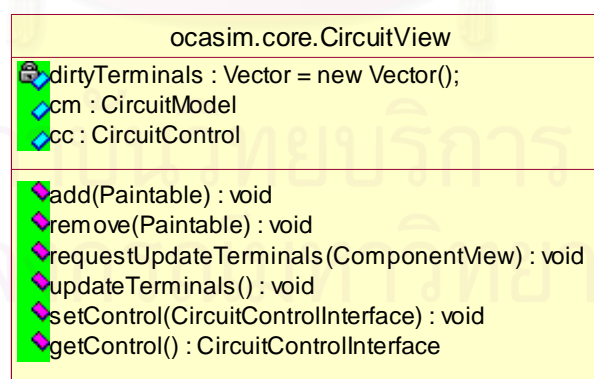 ocasim.core.CircuitView
dirtyTerminals : Vector = new Vector();
cm : CircuitModel
cc : CircuitControl
add(Paintable) : void
remove(Paintable) : void
requestUpdateTerminals(ComponentView) : void
updateTerminals() : void
setControl(CircuitControlInterface) : void
getControl() : CircuitControlInterface